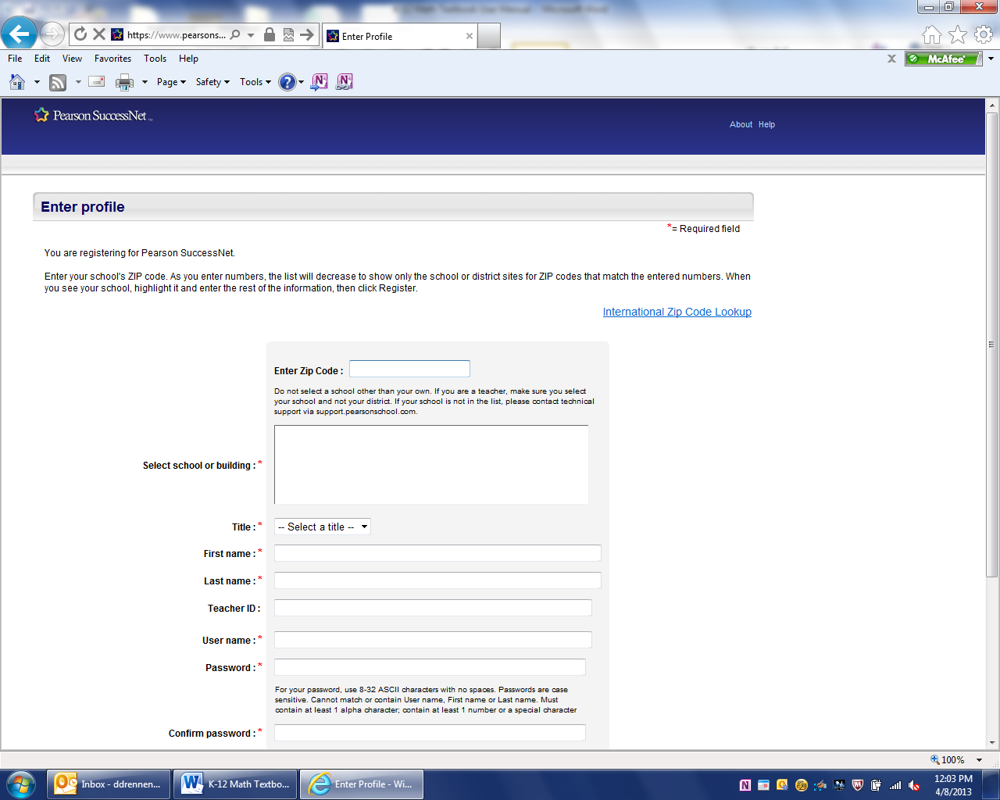 K-12 Math Textbook User Manual - Microsoft Word
https://www.pearsons...
Enter Profile
File Edit View Favorites Tools Help
McAfee
Page Safety Tools
Pearson SuccessNet
About Help
Enter profile
*= Required field
You are registering for Pearson SuccessNet.
Enter your school's ZIP code. As you enter numbers, the list will decrease to show only the school or district sites for ZIP codes that match the entered numbers. When
you see your school, highlight it and enter the rest of the information, then click Register.
International Zip Code Lookup
Enter Zip Code :
Do not select a school other than your own. If you are a teacher, make sure you select
your school and not your district. If your school is not in the list, please contact technical
support via support.pearsonschool.com.
Select school or building : *
Title : * -- Select a title --
First name : *
Last name : *
Teacher ID :
User name : *
Password : *
For your password, use 8-32 ASCII characters with no spaces. Passwords are case
sensitive. Cannot match or contain User name, First name or Last name. Must
contain at least 1 alpha character; contain at least 1 number or a special character
Confirm password : *
100%
Inbox - ddrennen... K-12 Math Textbo... Enter Profile - Wi...
12:03 PM
4/8/2013